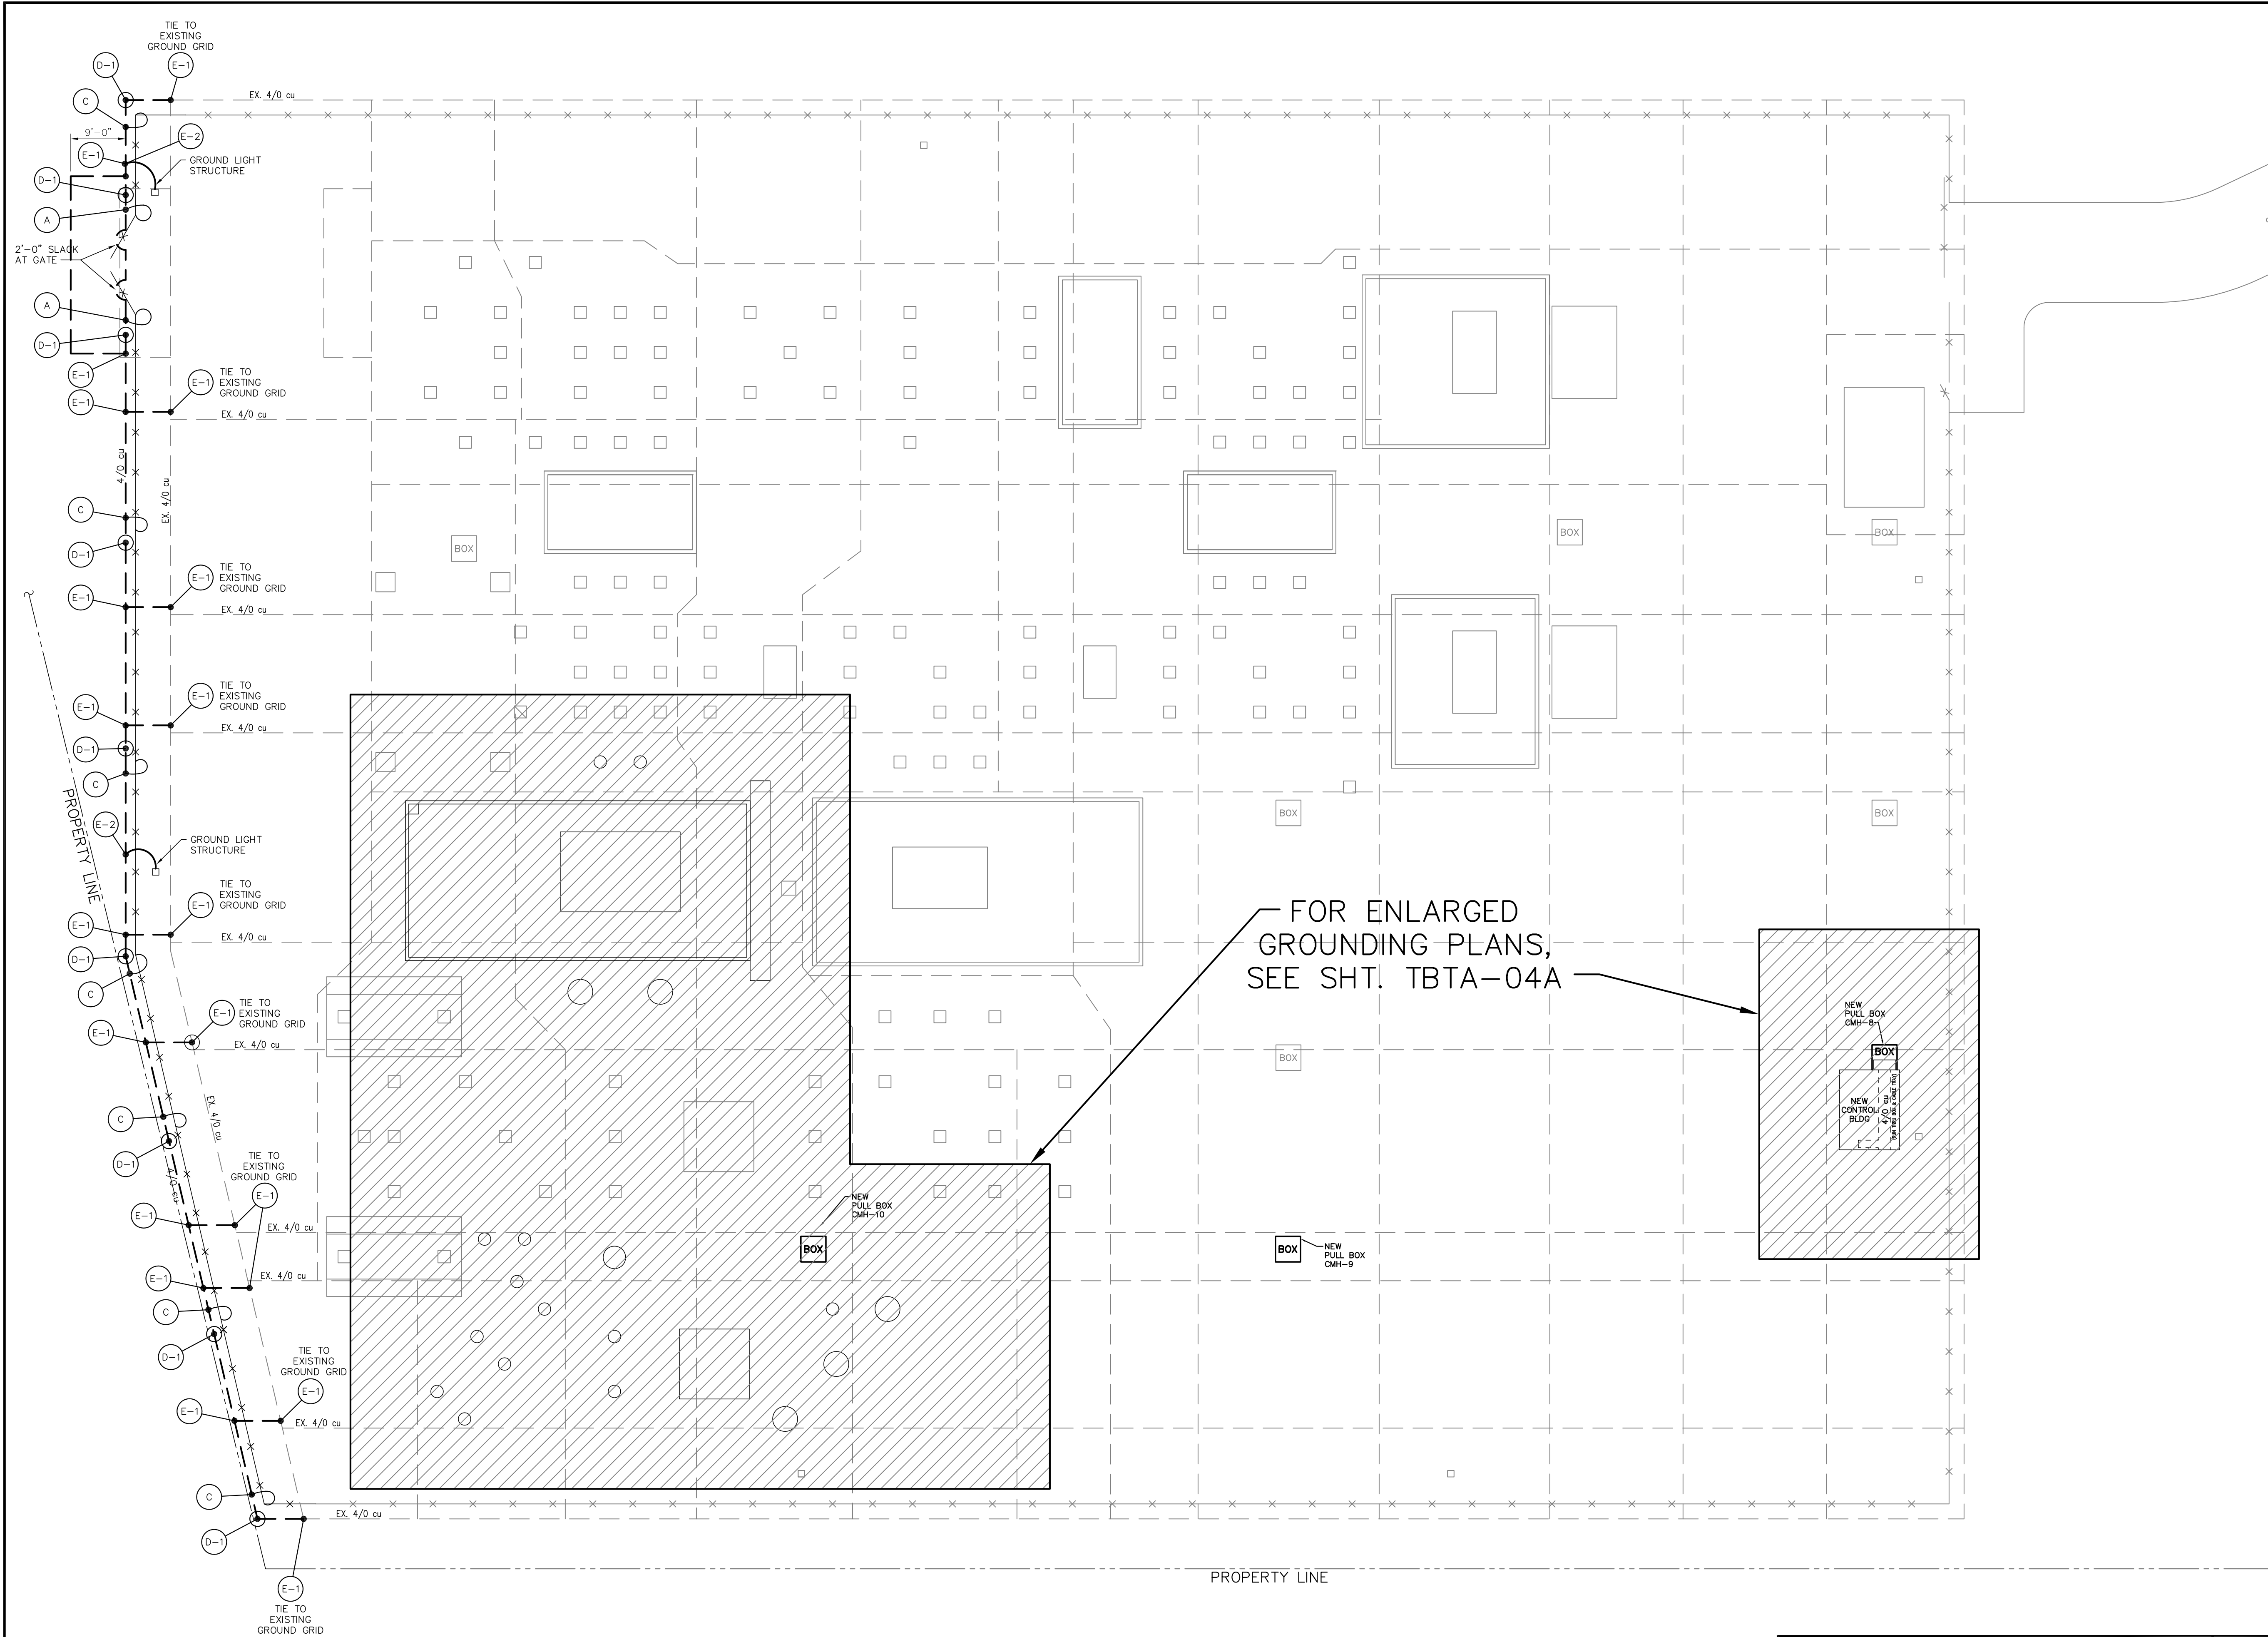 TIE TO
EXISTING
GROUND GRID
D-1
E-1
C
EX. 4/0 cu
9'-0"
E-2
E-1
GROUND LIGHT
STRUCTURE
D-1
A
2'-0" SLACK
AT GATE
A
D-1
E-1
E-1
E-1
TIE TO
EXISTING
GROUND GRID
EX. 4/0 cu
4/0 cu
EX. 4/0 cu
C
D-1
BOX
BOX
BOX
E-1
E-1
TIE TO
EXISTING
GROUND GRID
EX. 4/0 cu
E-1
E-1
TIE TO
EXISTING
GROUND GRID
EX. 4/0 cu
D-1
C
PROPERTY LINE
BOX
BOX
E-2
GROUND LIGHT
STRUCTURE
E-1
E-1
TIE TO
EXISTING
GROUND GRID
EX. 4/0 cu
D-1
C
FOR ENLARGED
GROUNDING PLANS,
SEE SHT. TBTA-04A
E-1
E-1
TIE TO
EXISTING
GROUND GRID
EX. 4/0 cu
EX. 4/0 cu
BOX
NEW
PULL BOX
CMH-8
BOX
NEW
CONTROL
BLDG
4/0 cu
C
D-1
4/0 cu
TIE TO
EXISTING
GROUND GRID
E-1
E-1
EX. 4/0 cu
NEW
PULL BOX
CMH-10
BOX
BOX
NEW
PULL BOX
CMH-9
E-1
EX. 4/0 cu
C
D-1
TIE TO
EXISTING
GROUND GRID
E-1
E-1
EX. 4/0 cu
C
D-1
EX. 4/0 cu
E-1
TIE TO
EXISTING
GROUND GRID
PROPERTY LINE